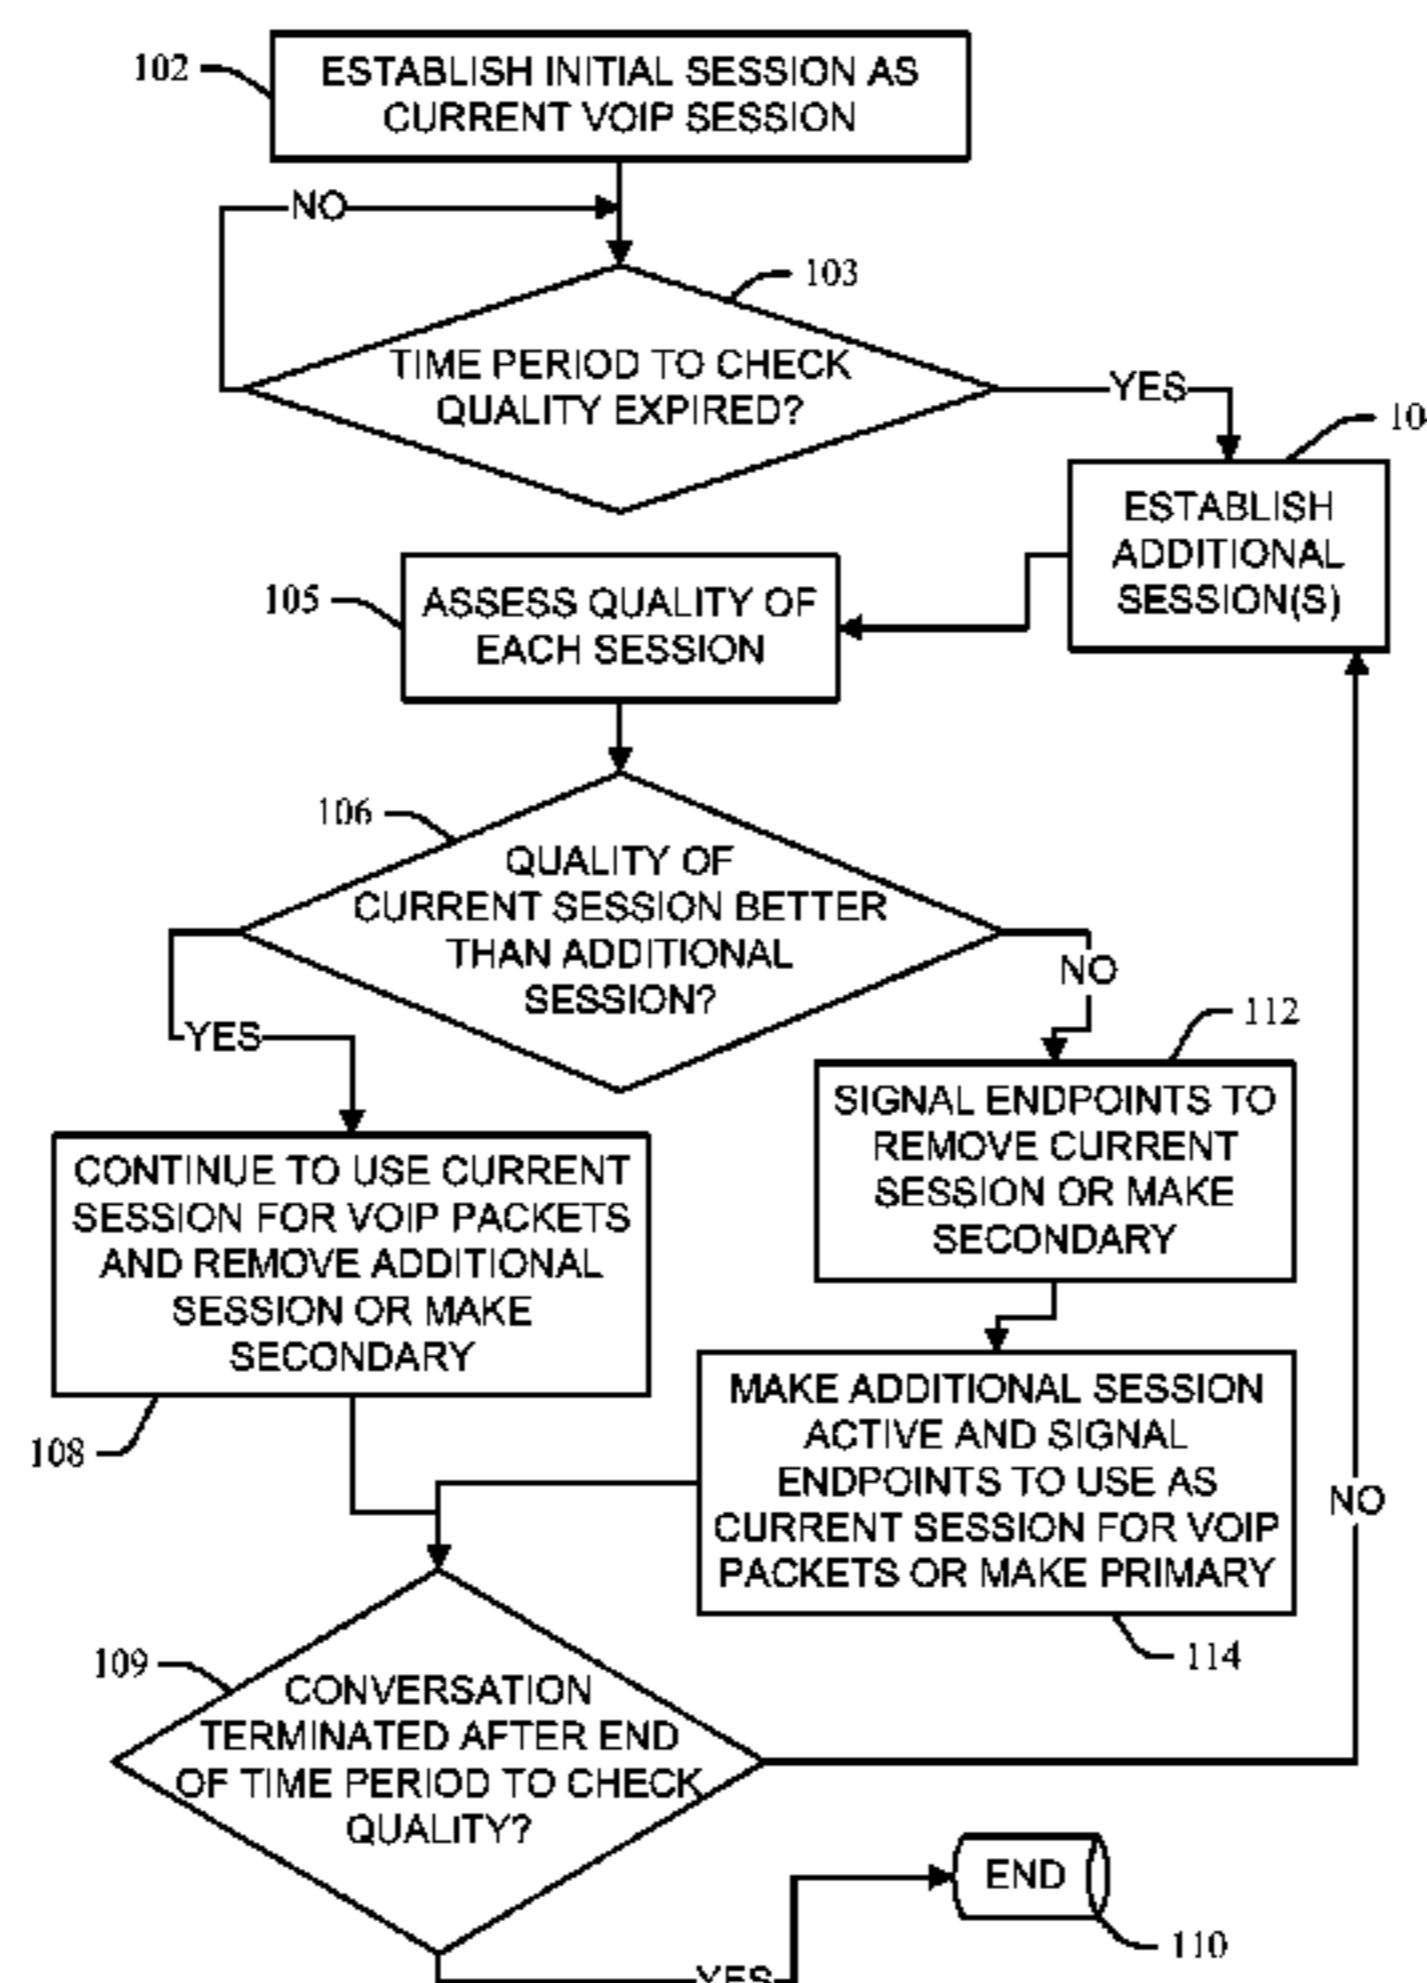 102
ESTABLISH INITIAL SESSION AS
CURRENT VOIP SESSION
NO
103
TIME PERIOD TO CHECK
QUALITY EXPIRED?
YES
ESTABLISH
ADDITIONAL
SESSION(S)
105
ASSESS QUALITY OF
EACH SESSION
106
QUALITY OF
CURRENT SESSION BETTER
THAN ADDITIONAL
SESSION?
NO
YES
112
SIGNAL ENDPOINTS TO
REMOVE CURRENT
SESSION OR MAKE
SECONDARY
CONTINUE TO USE CURRENT
SESSION FOR VOIP PACKETS
AND REMOVE ADDITIONAL
SESSION OR MAKE
SECONDARY
108
MAKE ADDITIONAL SESSION
ACTIVE AND SIGNAL
ENDPOINTS TO USE AS
CURRENT SESSION FOR VOIP
PACKETS OR MAKE PRIMARY
NO
114
109
CONVERSATION
TERMINATED AFTER END
OF TIME PERIOD TO CHECK
QUALITY?
END
110
YES